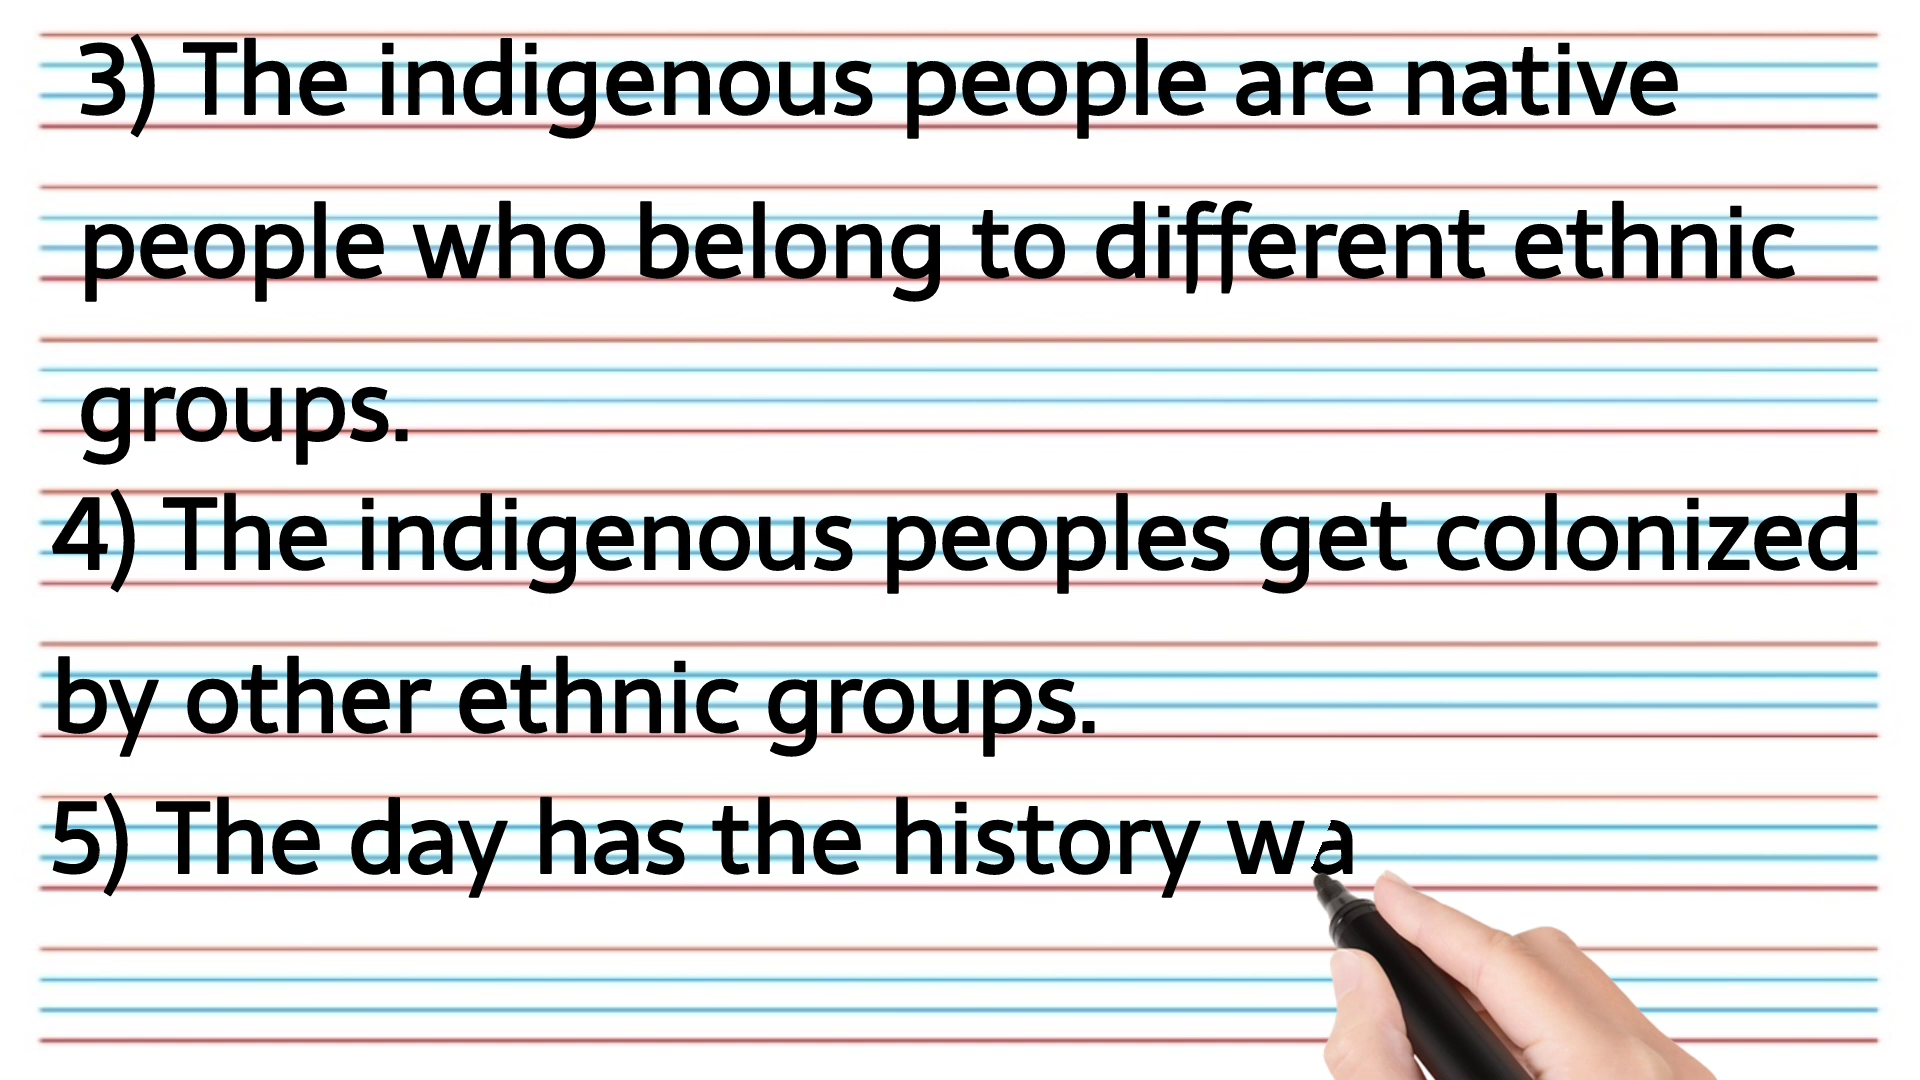 3) The indigenous people are native
people who belong to different ethnic
groups.
4) The indigenous peoples get colonized
by other ethnic groups.
5) The day has the history wa